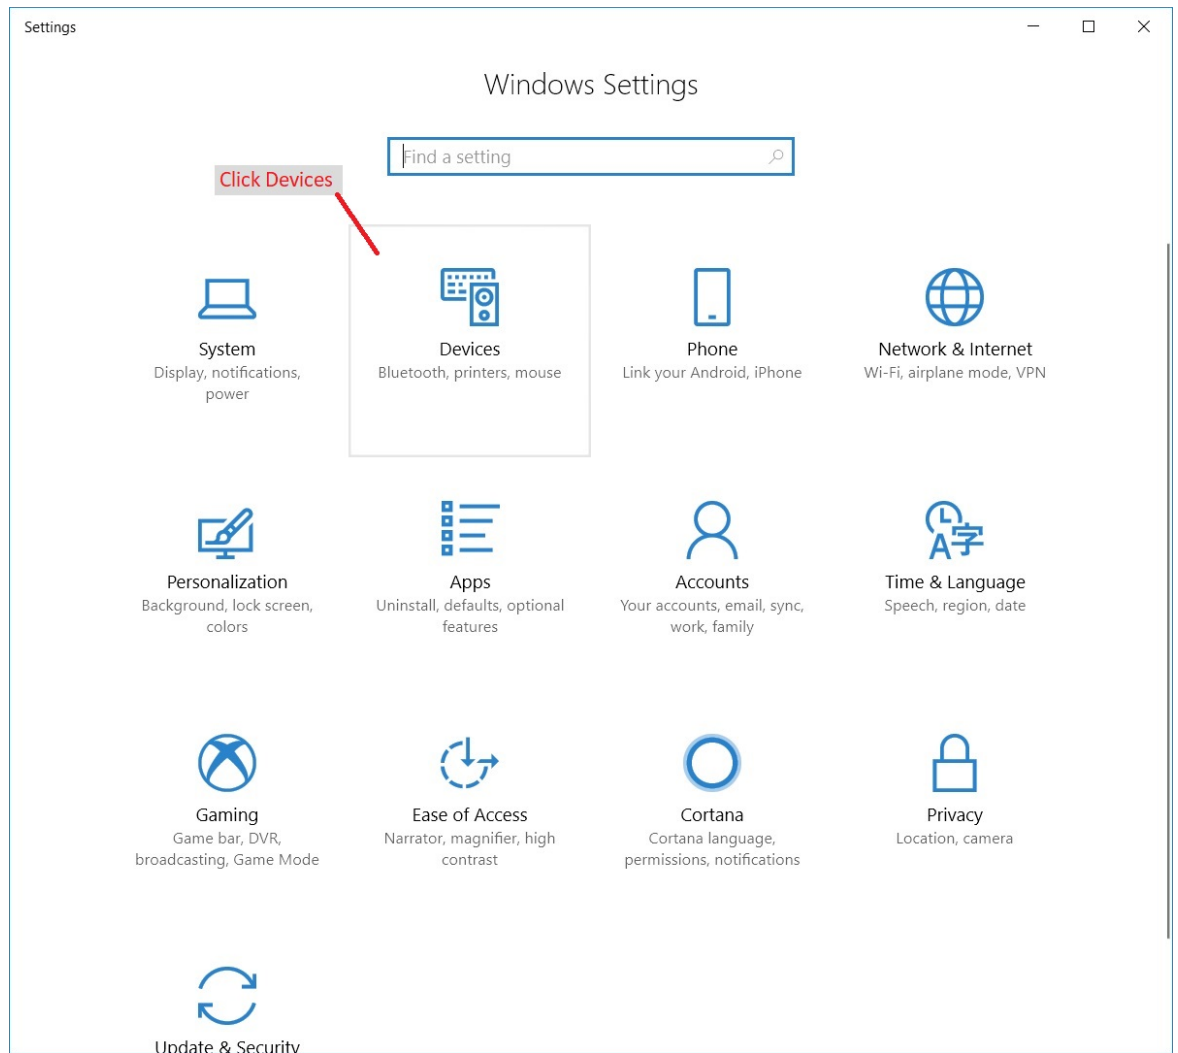 Settings
Windows Settings
Find a setting
Click Devices
System
Display, notifications,
power
Devices
Bluetooth, printers, mouse
Phone
Link your Android, iPhone
Network & Internet
Wi-Fi, airplane mode, VPN
Personalization
Background, lock screen,
colors
Apps
Uninstall, defaults, optional
features
Accounts
Your accounts, email, sync,
work, family
Time & Language
Speech, region, date
Gaming
Game bar, DVR,
broadcasting, Game Mode
Ease of Access
Narrator, magnifier, high
contrast
Cortana
Cortana language,
permissions, notifications
Privacy
Location, camera
Update & Security